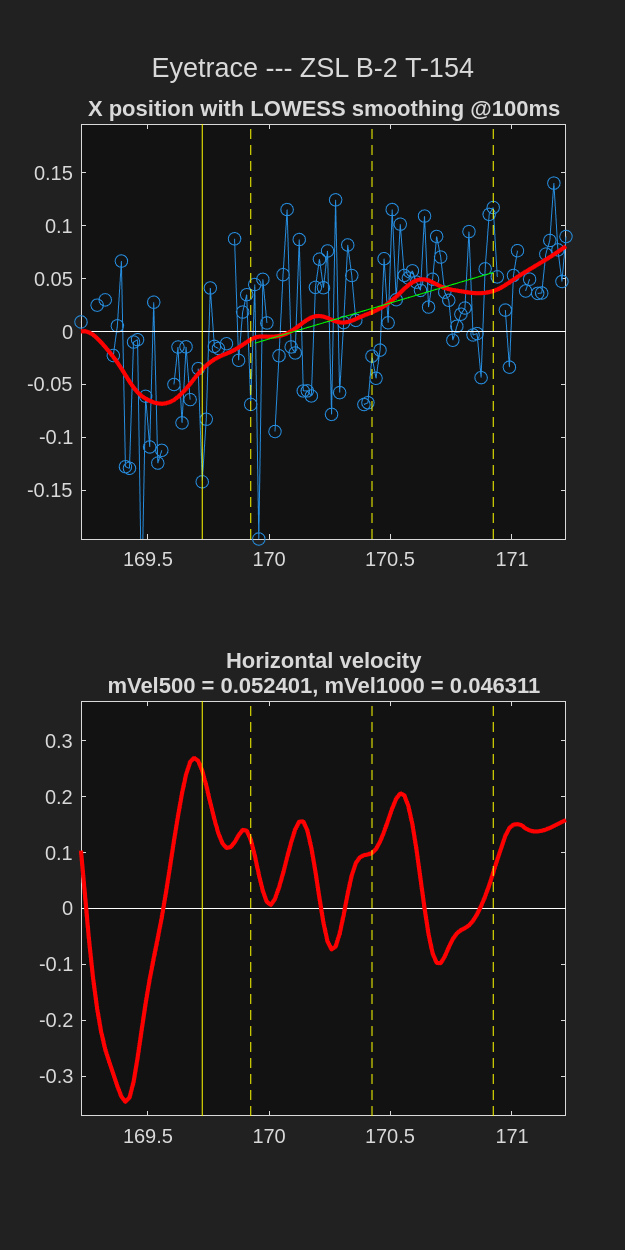 Eyetrace --- ZSL B-2 T-154
X position with LOWESS smoothing @100ms
0.15
0.1
0.05
0
-0.05
-0.1
-0.15
169.5 170 170.5 171
Horizontal velocity
mVel500 = 0.052401, mVel1000 = 0.046311
0.3
0.2
0.1
0
-0.1
-0.2
-0.3
169.5 170 170.5 171